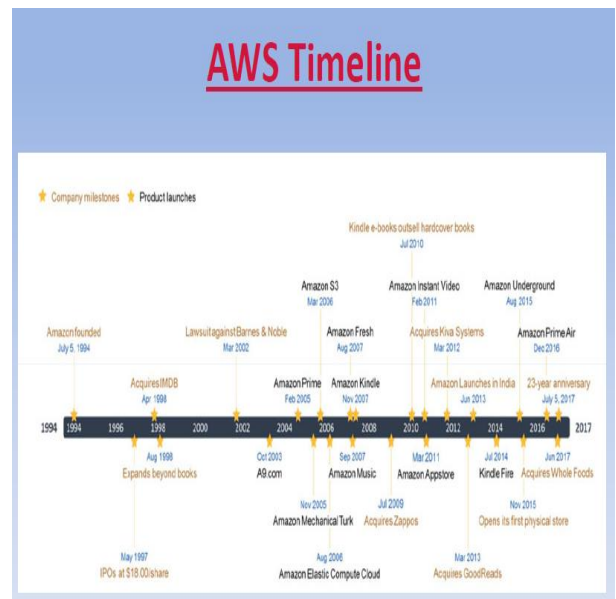 AWS Timeline
Company milestones Product launches
Kindle e-books outsell hardcover books
Jul 2010
Amazon S3 Amazon Instant Video Amazon Underground
Mar 2006 Feb 2011 Aug 2015
Amazon founded Lawsuit against Barnes & Noble Amazon Fresh Acquires Kiva Systems Amazon Prime Air
July 5, 1994 Mar 2002 Aug 2007 Mar 2012 Dec 2016
Acquires IMDB Amazon Prime Amazon Kindle Amazon Launches in India 23-year anniversary
Apr 1998 Feb 2005 Nov 2007 Jun 2013 July 5, 2017
1994 1994 1996 1998 2000 2002 2004 2006 2008 2010 2012 2014 2016 2017
Aug 1998 Oct 2003 Sep 2007 Mar 2011 Jul 2014 Jun 2017
Expands beyond books A9.com Amazon Music Amazon Appstore Kindle Fire Acquires Whole Foods
Nov 2005 Jul 2009 Nov 2015
Amazon Mechanical Turk Acquires Zappos Opens its first physical store
May 1997 Aug 2006 Mar 2013
IPOs at $18.00/share Amazon Elastic Compute Cloud Acquires GoodReads